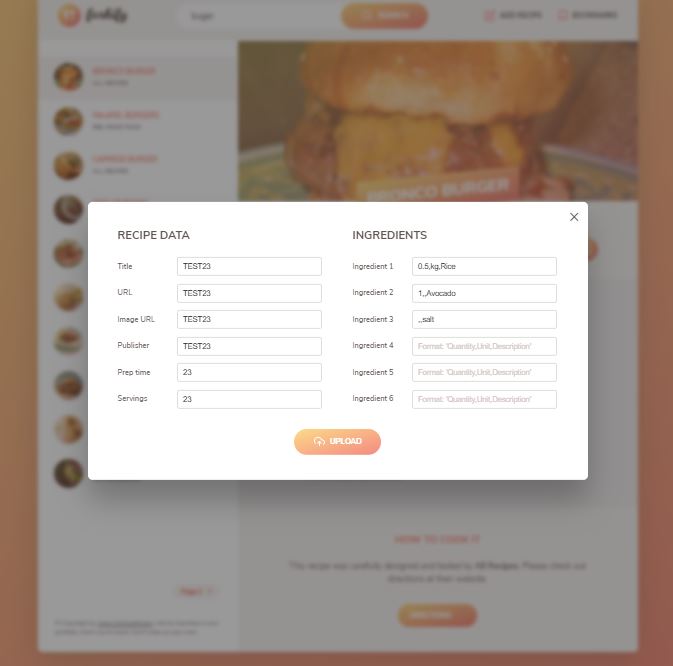 forkify
burger
SEARCH
ADD RECIPE
BOOKMARKS
BRONCO BURGER
BRONCO BURGER
RECIPE DATA
Title TEST23
URL TEST23
Image URL TEST23
Publisher TEST23
Prep time 23
Servings 23
INGREDIENTS
Ingredient 1 0.5,kg,Rice
Ingredient 2 1,,Avocado
Ingredient 3 ,,salt
Ingredient 4 Format: 'Quantity,Unit,Description'
Ingredient 5 Format: 'Quantity,Unit,Description'
Ingredient 6 Format: 'Quantity,Unit,Description'
UPLOAD
HOW TO COOK IT
This recipe was carefully designed and tested by All Recipes. Please check out
directions at their website.
Page 2